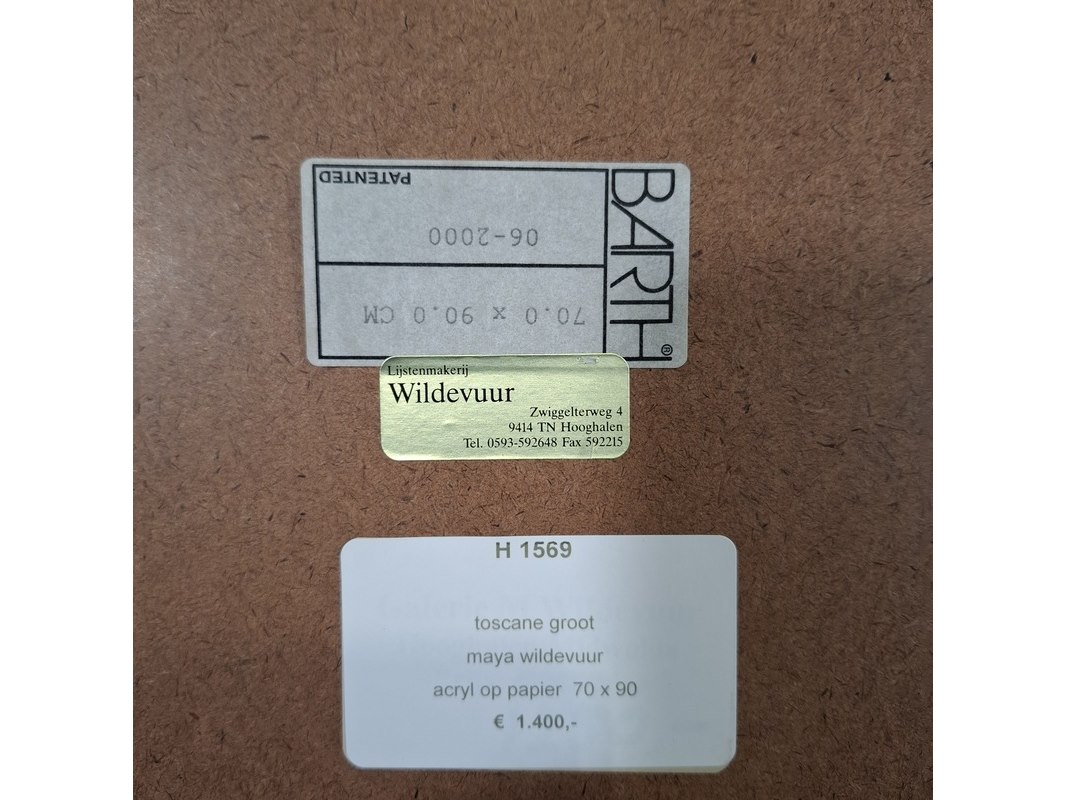 BARTH®
70.0 x 90.0 CM
06-2000
PATENTED
Lijstenmakerij
Wildevuur
Zwiggelterweg 4
9414 TN Hooghalen
Tel. 0593-592648 Fax 592215
H 1569
toscane groot
maya wildevuur
acryl op papier 70 x 90
€ 1.400,-